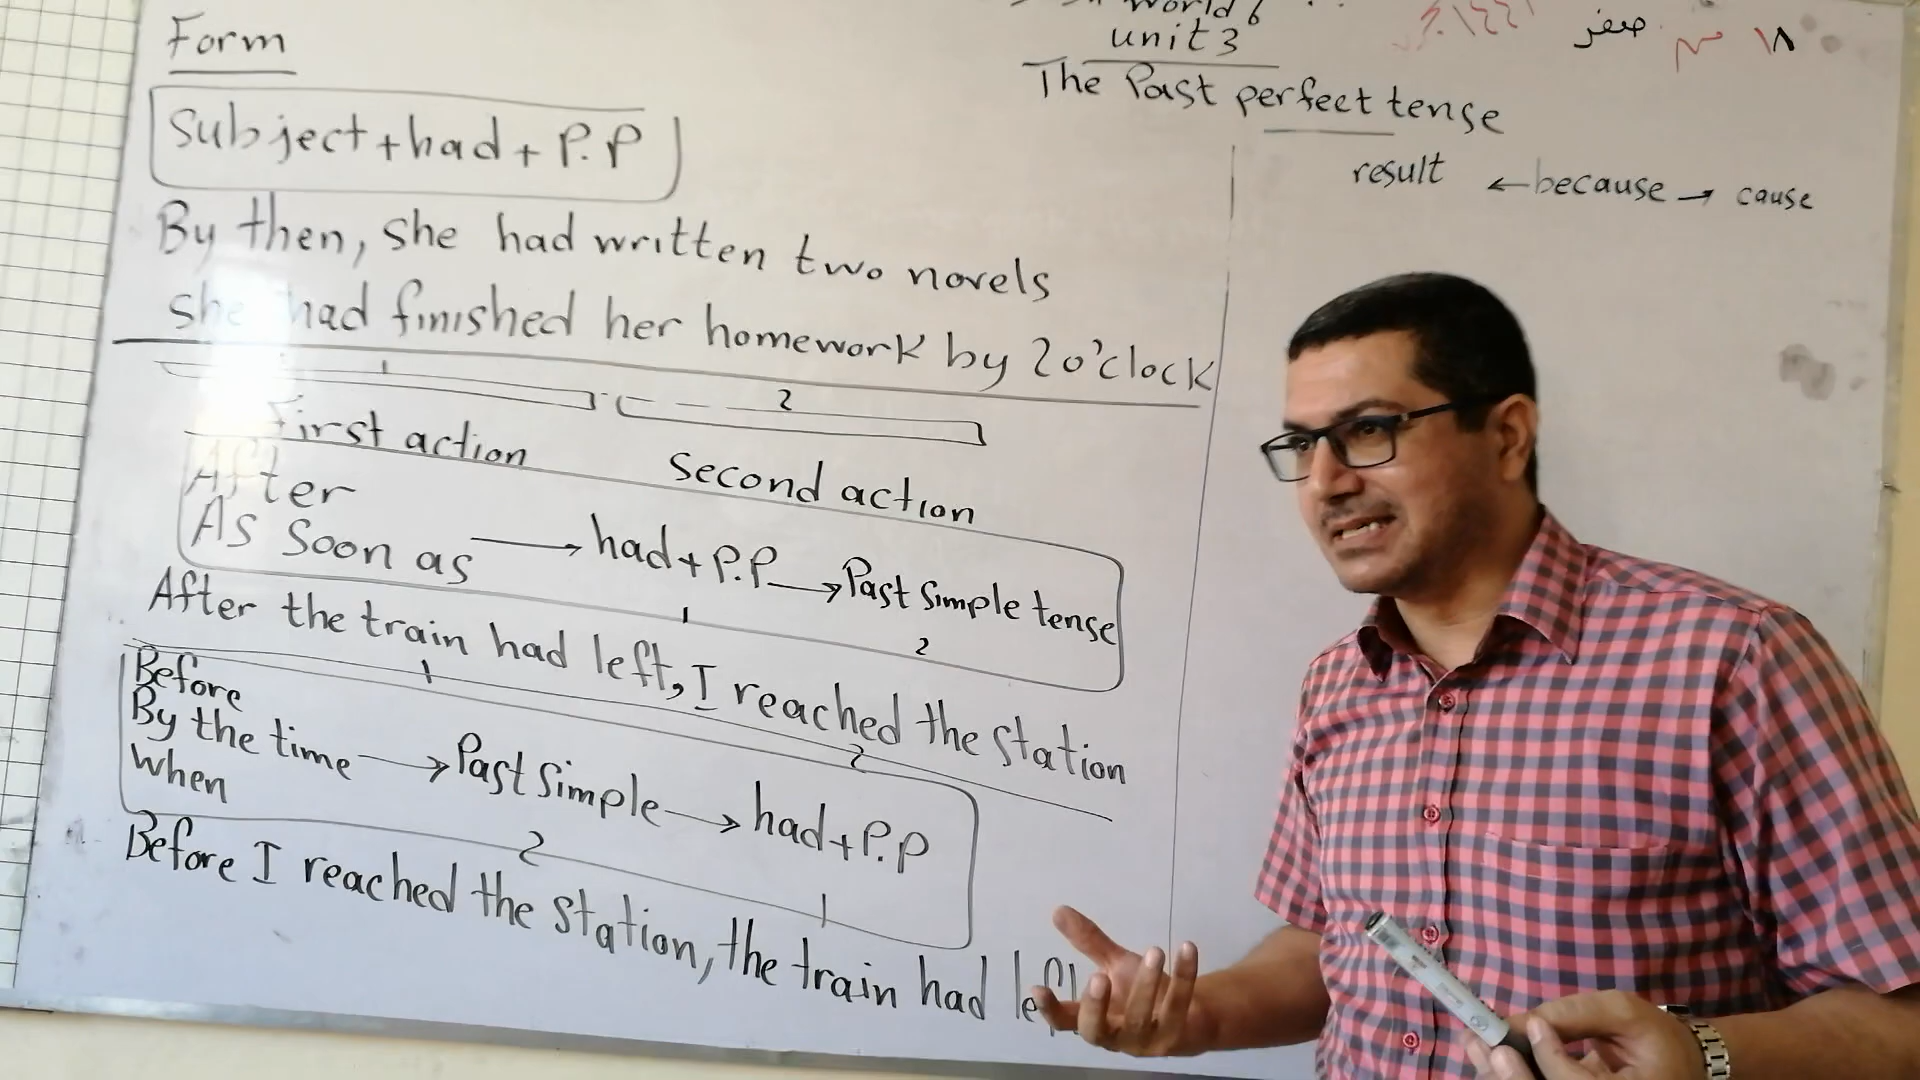 World 6
unit 3
١٨ صفر
The Past perfect tense
Form
Subject + had + P.P
By then, she had written two novels
she had finished her homework by 2 o'clock
1 2
First action Second action
After
As Soon as → had + P.P → Past Simple tense
1 2
After the train had left, I reached the station
1 2
Before
By the time → Past Simple → had + P.P
when
2 1
Before I reached the station, the train had left
result ← because → cause